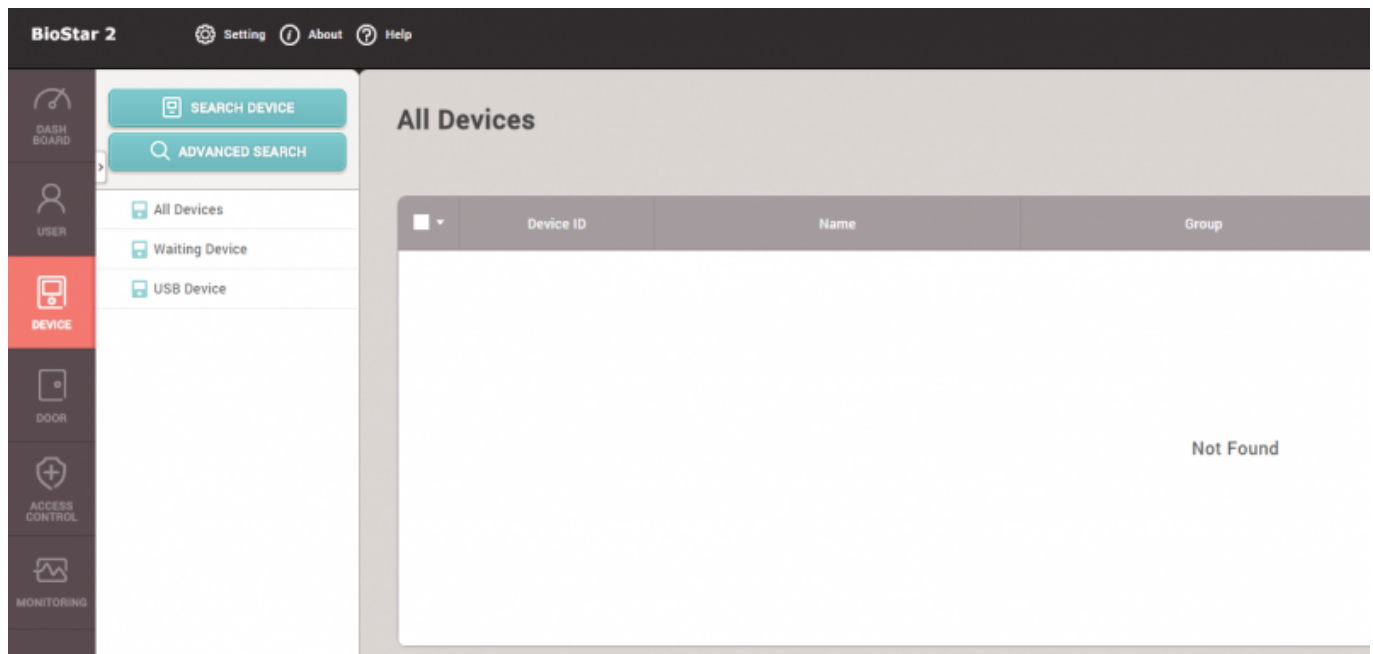 BioStar 2 Setting About Help
DASH
BOARD
USER
DEVICE
DOOR
ACCESS
CONTROL
MONITORING
SEARCH DEVICE
ADVANCED SEARCH
All Devices
Waiting Device
USB Device
All Devices
Device ID Name Group
Not Found